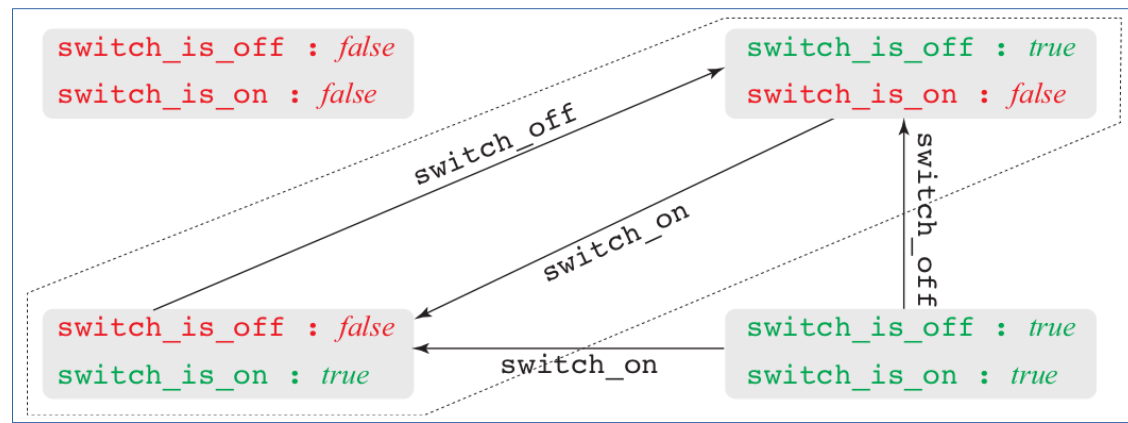 switch_is_off : false
switch_is_on : false
switch_is_off : true
switch_is_on : false
switch_off
switch_on
switch_off
switch_is_off : false
switch_is_on : true
switch_on
switch_is_off : true
switch_is_on : true